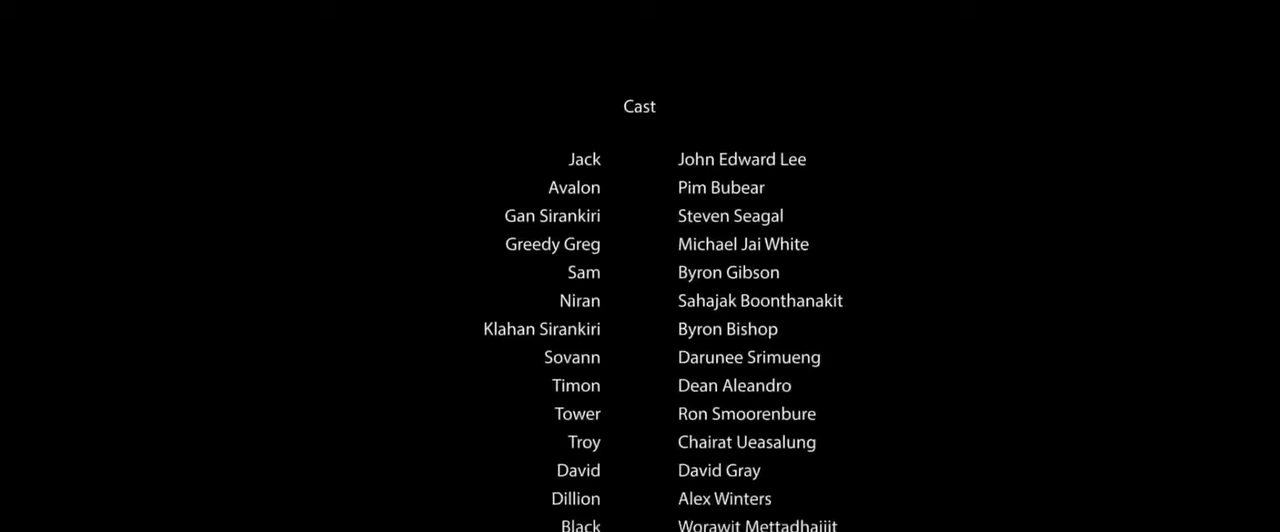 Cast
Jack John Edward Lee
Avalon Pim Bubear
Gan Sirankiri Steven Seagal
Greedy Greg Michael Jai White
Sam Byron Gibson
Niran Sahajak Boonthanakit
Klahan Sirankiri Byron Bishop
Sovann Darunee Srimueng
Timon Dean Aleandro
Tower Ron Smoorenbure
Troy Chairat Ueasalung
David David Gray
Dillion Alex Winters
Black Worawit Mettadhajijt